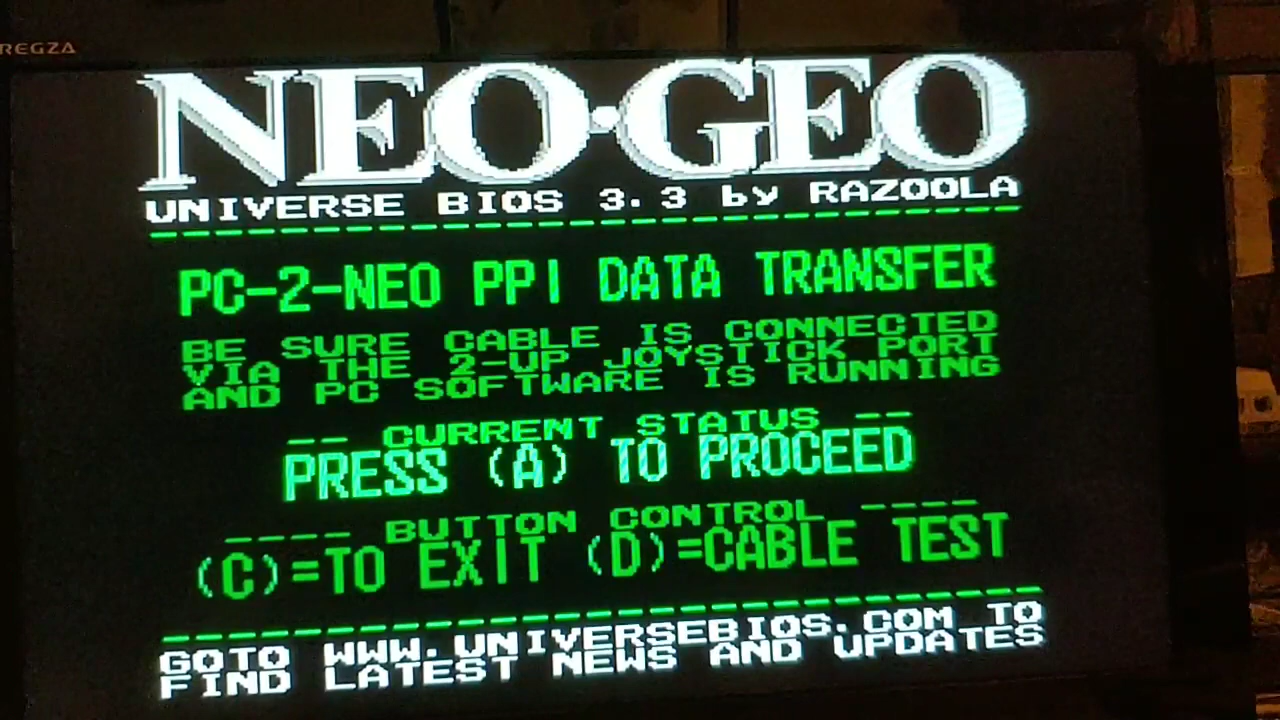 REGZA
NEO·GEO
UNIVERSE BIOS 3.3 by RAZOOLA
PC-2-NEO PPI DATA TRANSFER
BE SURE CABLE IS CONNECTED
VIA THE 2-UP JOYSTICK PORT
AND PC SOFTWARE IS RUNNING
-- CURRENT STATUS --
PRESS (A) TO PROCEED
---- BUTTON CONTROL ----
(C)=TO EXIT (D)=CABLE TEST
GOTO WWW.UNIVERSEBIOS.COM TO
FIND LATEST NEWS AND UPDATES